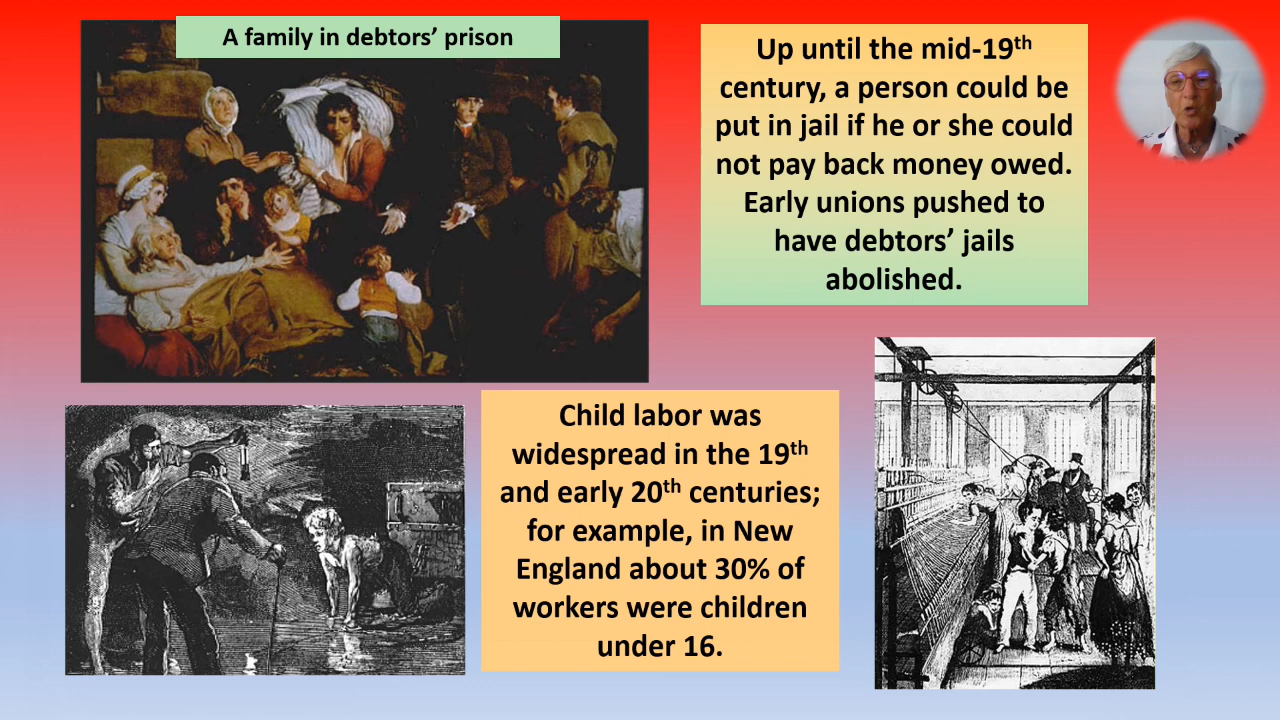 A family in debtors’ prison
Up until the mid-19th
century, a person could be
put in jail if he or she could
not pay back money owed.
Early unions pushed to
have debtors’ jails
abolished.
Child labor was
widespread in the 19th
and early 20th centuries;
for example, in New
England about 30% of
workers were children
under 16.